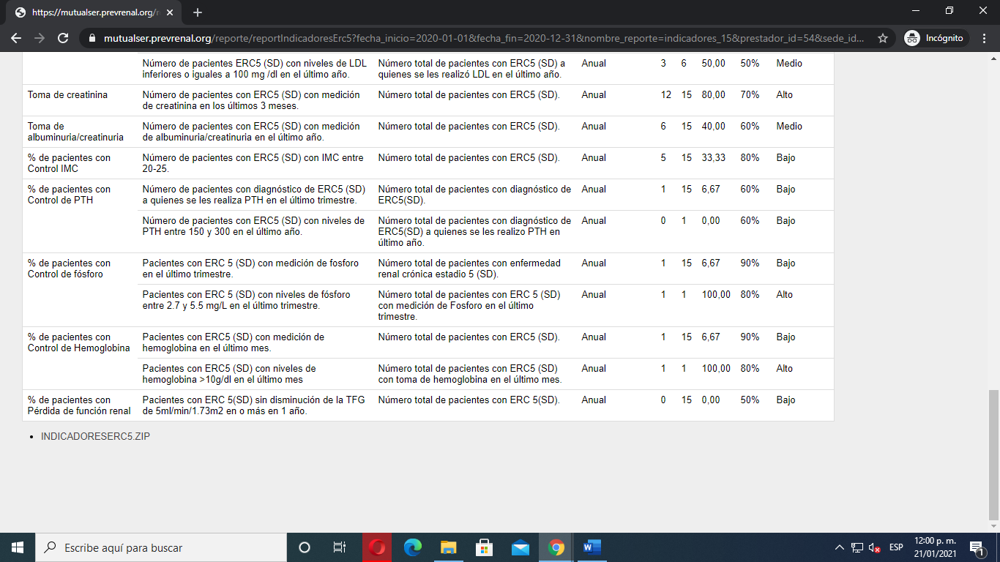 https://mutualser.prevrenal.org/r
mutualser.prevrenal.org/reporte/reportIndicadoresErc5?fecha_inicio=2020-01-01&fecha_fin=2020-12-31&nombre_reporte=indicadores_15&prestador_id=54&sede_id...
Incógnito
Número de pacientes ERC5 (SD) con niveles de LDL Número total de pacientes con ERC5 (SD) a Anual 3 6 50,00 50% Medio
inferiores o iguales a 100 mg /dl en el último año. quienes se les realizó LDL en el último año.
Toma de creatinina Número de pacientes con ERC5 (SD) con medición Número total de pacientes con ERC5 (SD). Anual 12 15 80,00 70% Alto
de creatinina en los últimos 3 meses.
Toma de Número de pacientes con ERC5 (SD) con medición Número total de pacientes con ERC5 (SD). Anual 6 15 40,00 60% Medio
albuminuria/creatinuria de albuminuria/creatinuria en el último año.
% de pacientes con Número de pacientes con ERC5 (SD) con IMC entre Número total de pacientes con ERC5 (SD). Anual 5 15 33,33 80% Bajo
Control IMC 20-25.
% de pacientes con Número de pacientes con diagnóstico de ERC5 (SD) Número total de pacientes con diagnóstico de Anual 1 15 6,67 60% Bajo
Control de PTH a quienes se les realiza PTH en el último trimestre. ERC5(SD).
Número de pacientes con ERC5 (SD) con niveles de Número total de pacientes con diagnóstico de Anual 0 1 0,00 60% Bajo
PTH entre 150 y 300 en el último año. ERC5(SD) a quienes se les realizo PTH en
último año.
% de pacientes con Pacientes con ERC 5 (SD) con medición de fosforo Número total de pacientes con enfermedad Anual 1 15 6,67 90% Bajo
Control de fósforo en el último trimestre. renal crónica estadio 5 (SD).
Pacientes con ERC 5 (SD) con niveles de fósforo Número total de pacientes con ERC 5 (SD) Anual 1 1 100,00 80% Alto
entre 2.7 y 5.5 mg/L en el último trimestre. con medición de Fosforo en el último
trimestre.
% de pacientes con Pacientes con ERC5 (SD) con medición de Número total de pacientes con ERC5 (SD). Anual 1 15 6,67 90% Bajo
Control de Hemoglobina hemoglobina en el último mes.
Pacientes con ERC5 (SD) con niveles de Número total de pacientes con ERC5 (SD) Anual 1 1 100,00 80% Alto
hemoglobina >10g/dl en el último mes con toma de hemoglobina en el último mes.
% de pacientes con Pacientes con ERC 5(SD) sin disminución de la TFG Número total de pacientes con ERC 5(SD). Anual 0 15 0,00 50% Bajo
Pérdida de función renal de 5ml/min/1.73m2 en o más en 1 año.
• INDICADORESERC5.ZIP
Escribe aquí para buscar
ESP
12:00 p. m.
21/01/2021
1